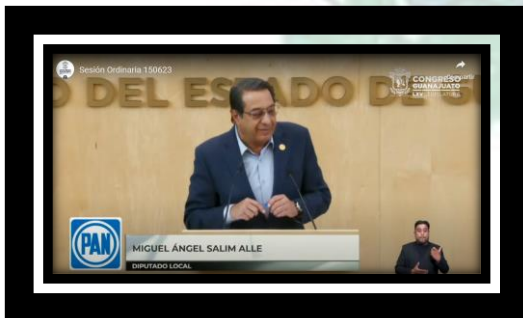 Sesión Ordinaria 150623
CONGRESO
GUANAJUATO
O DEL ESTADO DE G
PAN
MIGUEL ÁNGEL SALIM ALLE
DIPUTADO LOCAL